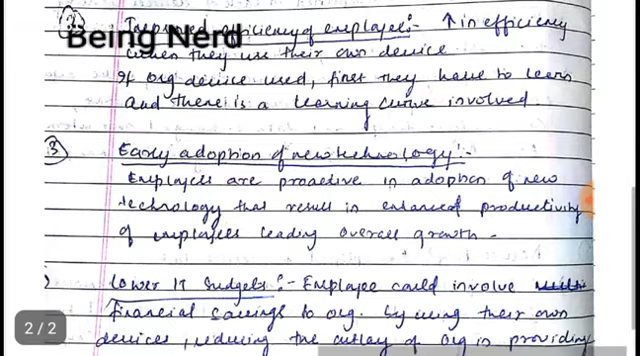 (2) Improved efficiency of employee:- ↑ in efficiency
Being Nerd
when they use their own device
If org device used, first they have to learn
and there is a learning curve involved.
(3) Early adoption of new technology:-
Employees are proactive in adoption of new
technology that result in enhanced productivity
of employees leading overall growth.
Lower IT Budgets:- Employee could involve
financial savings to org. by using their own
2/2
devices, reducing the outlay of org in providing